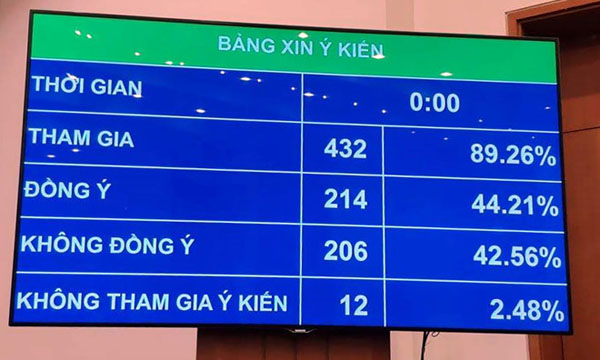 BẢNG XIN Ý KIẾN
THỜI GIAN 0:00
THAM GIA 432 89.26%
ĐỒNG Ý 214 44.21%
KHÔNG ĐỒNG Ý 206 42.56%
KHÔNG THAM GIA Ý KIẾN 12 2.48%